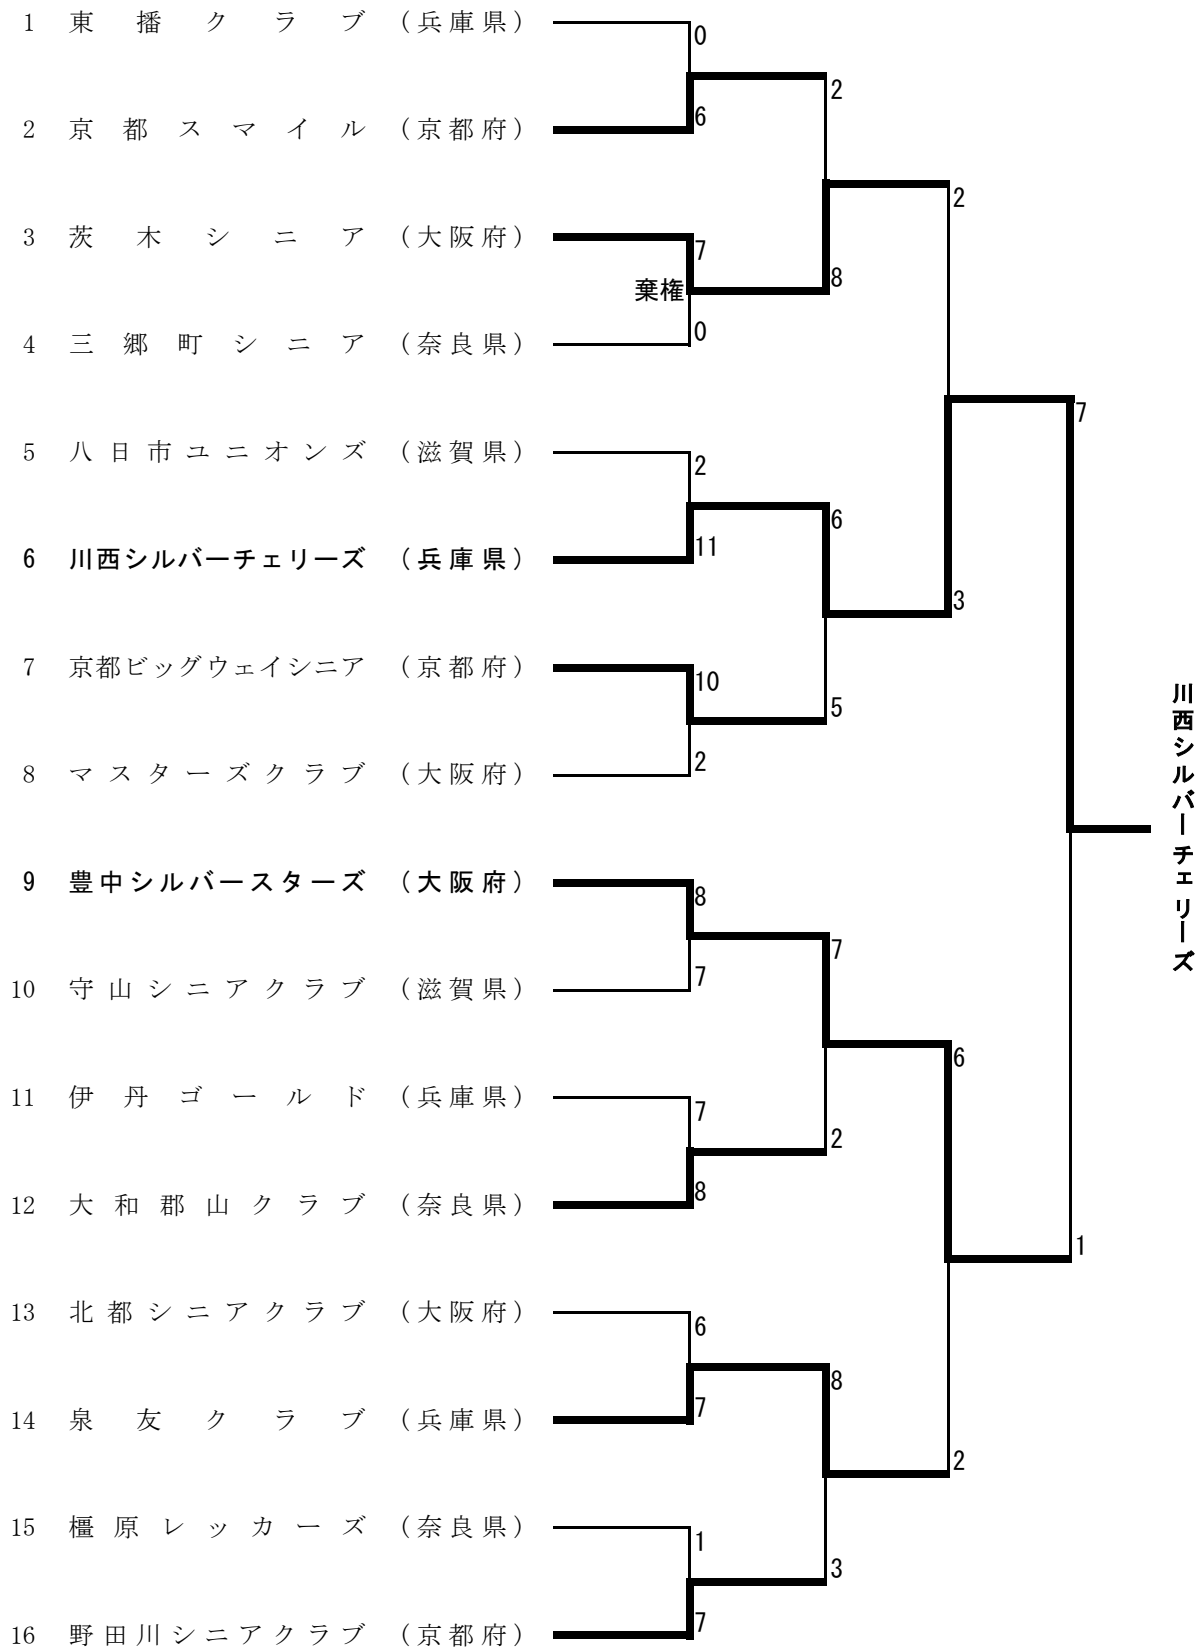 1 東播クラブ (兵庫県)
0
2
6
2 京都スマイル (京都府)
2
3 茨木シニア (大阪府)
7
8
棄権
0
4 三郷町シニア (奈良県)
7
5 八日市ユニオンズ (滋賀県)
2
6
11
6 川西シルバーチェリーズ (兵庫県)
3
7 京都ビッグウェイシニア (京都府)
10
5
2
8 マスターズクラブ (大阪府)
川西シルバーチェリーズ
9 豊中シルバースターズ (大阪府)
8
7
7
10 守山シニアクラブ (滋賀県)
6
11 伊丹ゴールド (兵庫県)
7
2
8
12 大和郡山クラブ (奈良県)
1
13 北都シニアクラブ (大阪府)
6
8
7
14 泉友クラブ (兵庫県)
2
15 橿原レッカーズ (奈良県)
1
3
7
16 野田川シニアクラブ (京都府)